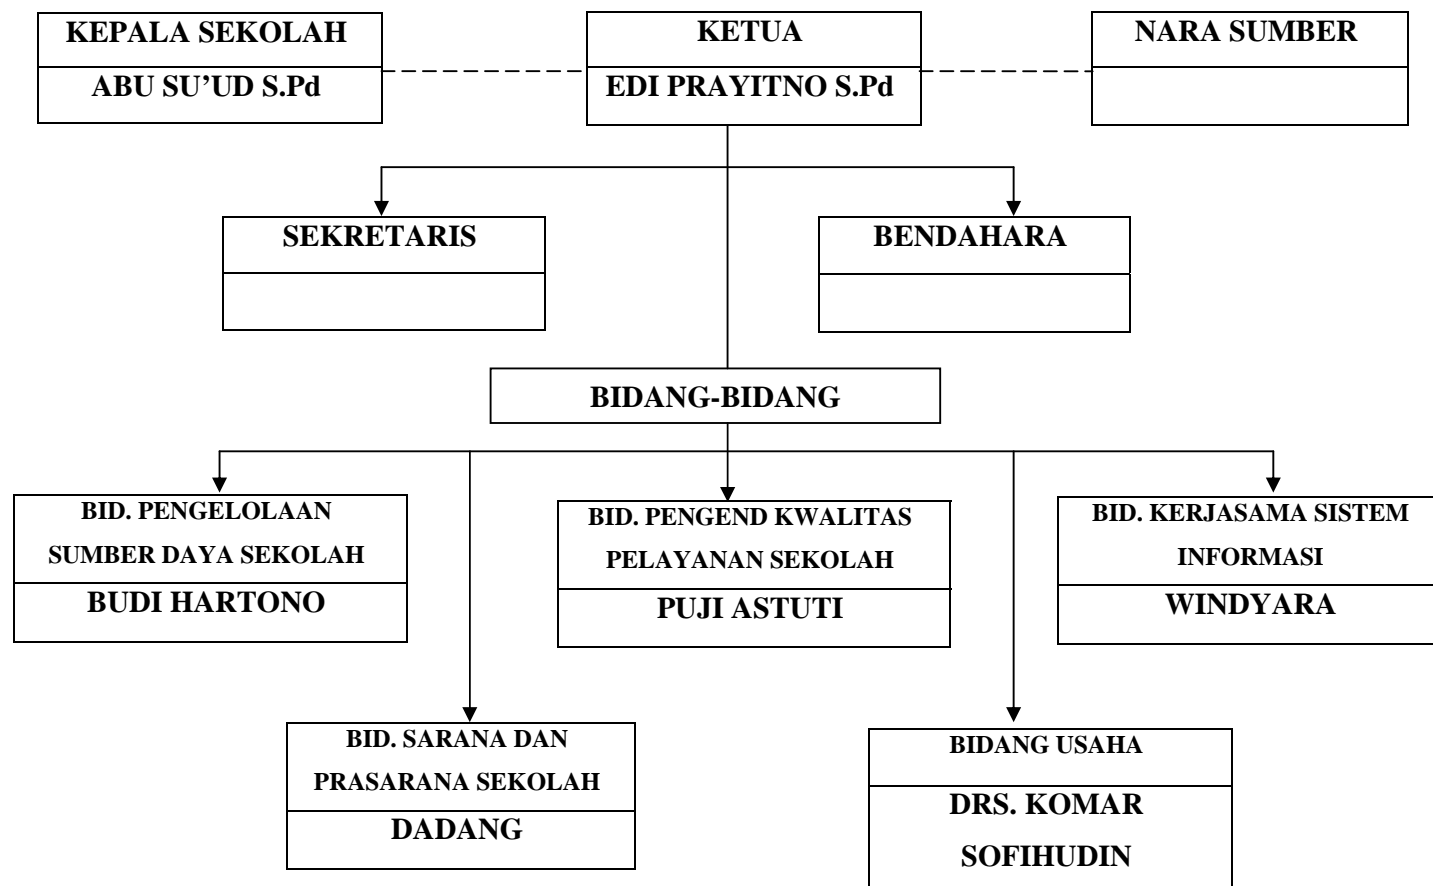 KEPALA SEKOLAH
ABU SU’UD S.Pd
KETUA
EDI PRAYITNO S.Pd
NARA SUMBER
SEKRETARIS
BENDAHARA
BIDANG-BIDANG
BID. PENGELOLAAN
SUMBER DAYA SEKOLAH
BUDI HARTONO
BID. PENGEND KWALITAS
PELAYANAN SEKOLAH
PUJI ASTUTI
BID. KERJASAMA SISTEM
INFORMASI
WINDYARA
BID. SARANA DAN
PRASARANA SEKOLAH
DADANG
BIDANG USAHA
DRS. KOMAR
SOFIHUDIN